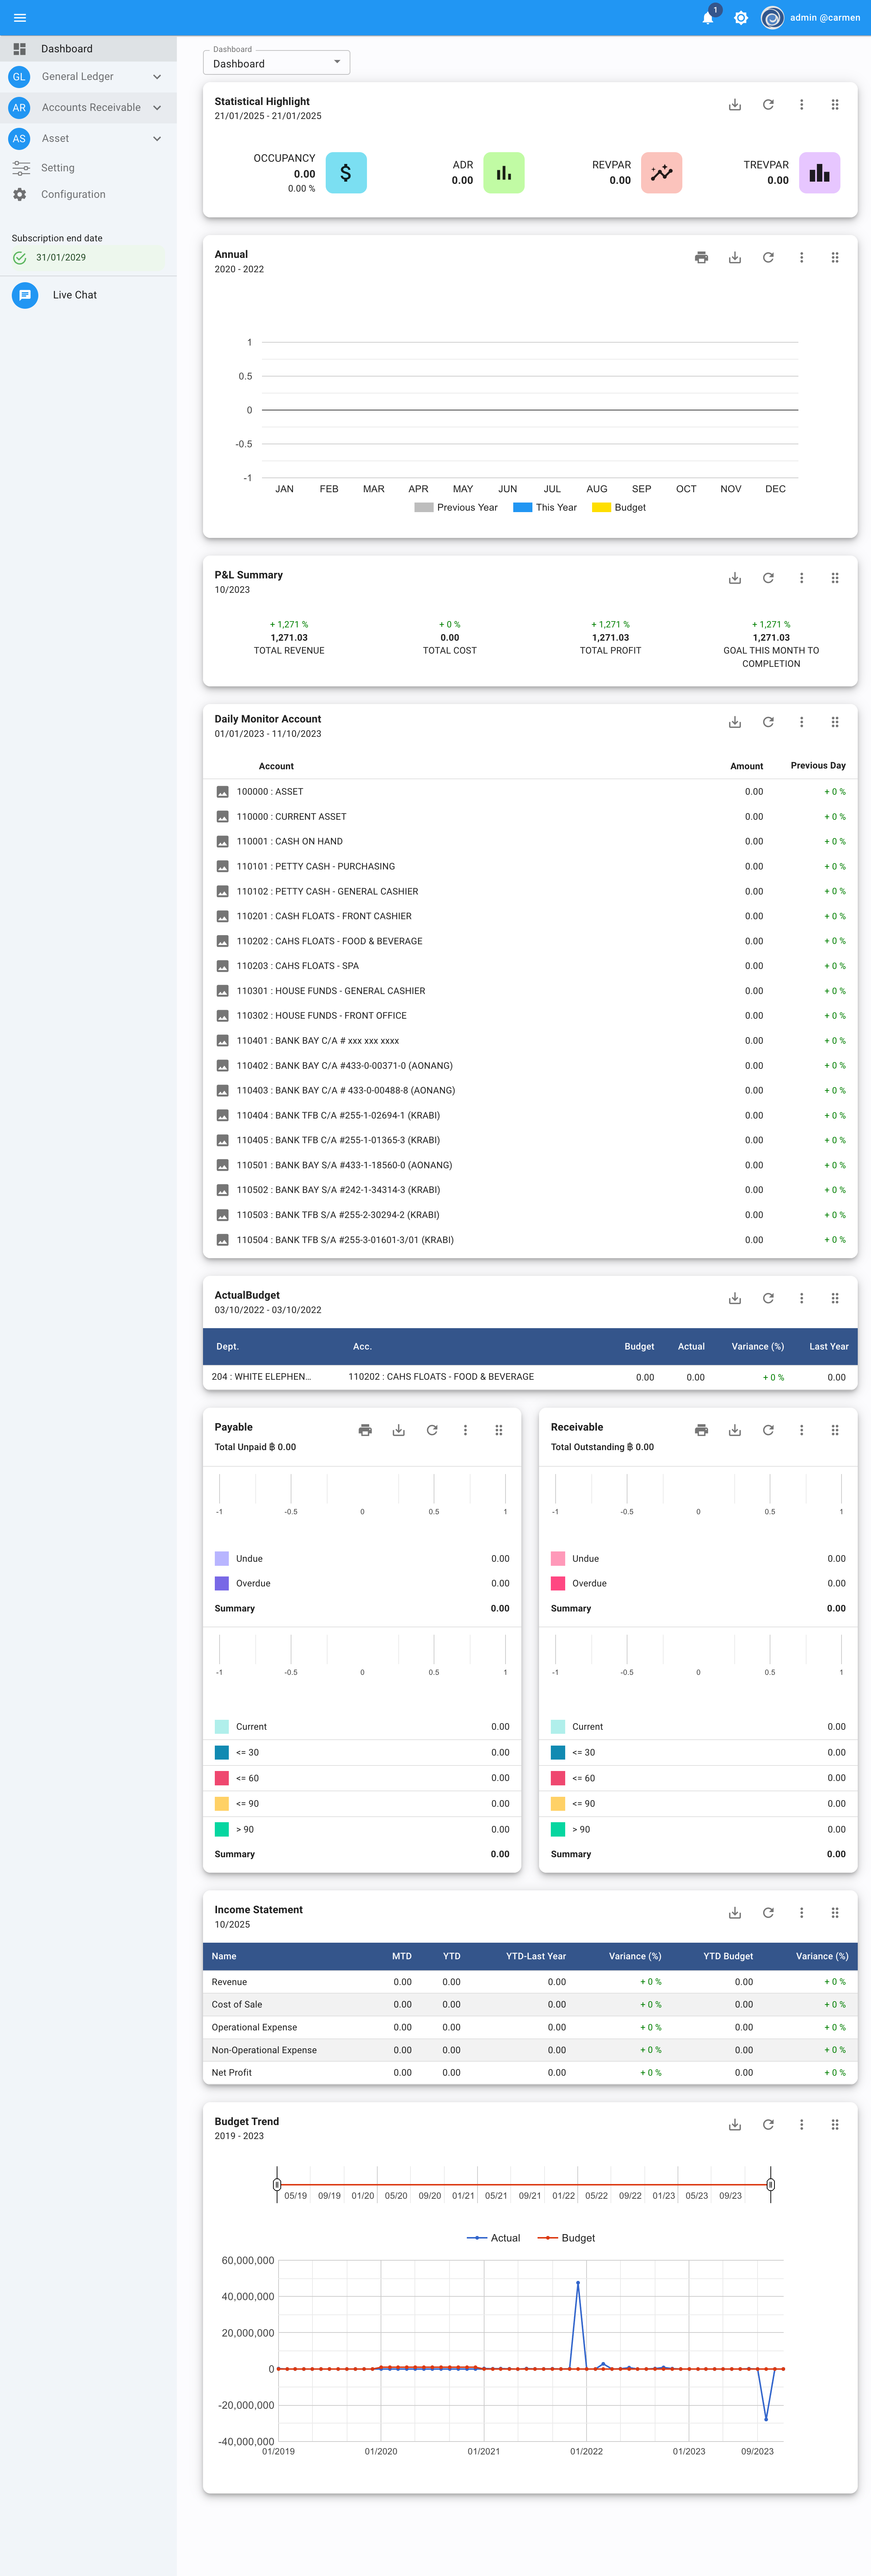 1
admin @carmen
Dashboard
GL General Ledger
AR Accounts Receivable
AS Asset
Setting
Configuration
Subscription end date
31/01/2029
Live Chat
Dashboard
Dashboard
Statistical Highlight
21/01/2025 - 21/01/2025
OCCUPANCY
0.00
0.00 %
$
ADR
0.00
REVPAR
0.00
TREVPAR
0.00
Annual
2020 - 2022
1
0.5
0
-0.5
-1
JAN FEB MAR APR MAY JUN JUL AUG SEP OCT NOV DEC
Previous Year This Year Budget
P&L Summary
10/2023
+ 1,271 %
1,271.03
TOTAL REVENUE
+ 0 %
0.00
TOTAL COST
+ 1,271 %
1,271.03
TOTAL PROFIT
+ 1,271 %
1,271.03
GOAL THIS MONTH TO
COMPLETION
Daily Monitor Account
01/01/2023 - 11/10/2023
Account Amount Previous Day
100000 : ASSET 0.00 + 0 %
110000 : CURRENT ASSET 0.00 + 0 %
110001 : CASH ON HAND 0.00 + 0 %
110101 : PETTY CASH - PURCHASING 0.00 + 0 %
110102 : PETTY CASH - GENERAL CASHIER 0.00 + 0 %
110201 : CASH FLOATS - FRONT CASHIER 0.00 + 0 %
110202 : CAHS FLOATS - FOOD & BEVERAGE 0.00 + 0 %
110203 : CAHS FLOATS - SPA 0.00 + 0 %
110301 : HOUSE FUNDS - GENERAL CASHIER 0.00 + 0 %
110302 : HOUSE FUNDS - FRONT OFFICE 0.00 + 0 %
110401 : BANK BAY C/A # xxx xxx xxxx 0.00 + 0 %
110402 : BANK BAY C/A #433-0-00371-0 (AONANG) 0.00 + 0 %
110403 : BANK BAY C/A # 433-0-00488-8 (AONANG) 0.00 + 0 %
110404 : BANK TFB C/A #255-1-02694-1 (KRABI) 0.00 + 0 %
110405 : BANK TFB C/A #255-1-01365-3 (KRABI) 0.00 + 0 %
110501 : BANK BAY S/A #433-1-18560-0 (AONANG) 0.00 + 0 %
110502 : BANK BAY S/A #242-1-34314-3 (KRABI) 0.00 + 0 %
110503 : BANK TFB S/A #255-2-30294-2 (KRABI) 0.00 + 0 %
110504 : BANK TFB S/A #255-3-01601-3/01 (KRABI) 0.00 + 0 %
ActualBudget
03/10/2022 - 03/10/2022
Dept. Acc. Budget Actual Variance (%) Last Year
204 : WHITE ELEPHEN... 110202 : CAHS FLOATS - FOOD & BEVERAGE 0.00 0.00 + 0 % 0.00
Payable
Total Unpaid ฿ 0.00
-1 -0.5 0 0.5 1
Undue 0.00
Overdue 0.00
Summary 0.00
-1 -0.5 0 0.5 1
Current 0.00
<= 30 0.00
<= 60 0.00
<= 90 0.00
> 90 0.00
Summary 0.00
Receivable
Total Outstanding ฿ 0.00
-1 -0.5 0 0.5 1
Undue 0.00
Overdue 0.00
Summary 0.00
-1 -0.5 0 0.5 1
Current 0.00
<= 30 0.00
<= 60 0.00
<= 90 0.00
> 90 0.00
Summary 0.00
Income Statement
10/2025
Name MTD YTD YTD-Last Year Variance (%) YTD Budget Variance (%)
Revenue 0.00 0.00 0.00 + 0 % 0.00 + 0 %
Cost of Sale 0.00 0.00 0.00 + 0 % 0.00 + 0 %
Operational Expense 0.00 0.00 0.00 + 0 % 0.00 + 0 %
Non-Operational Expense 0.00 0.00 0.00 + 0 % 0.00 + 0 %
Net Profit 0.00 0.00 0.00 + 0 % 0.00 + 0 %
Budget Trend
2019 - 2023
05/19 09/19 01/20 05/20 09/20 01/21 05/21 09/21 01/22 05/22 09/22 01/23 05/23 09/23
Actual Budget
60,000,000
40,000,000
20,000,000
0
-20,000,000
-40,000,000
01/2019 01/2020 01/2021 01/2022 01/2023 09/2023